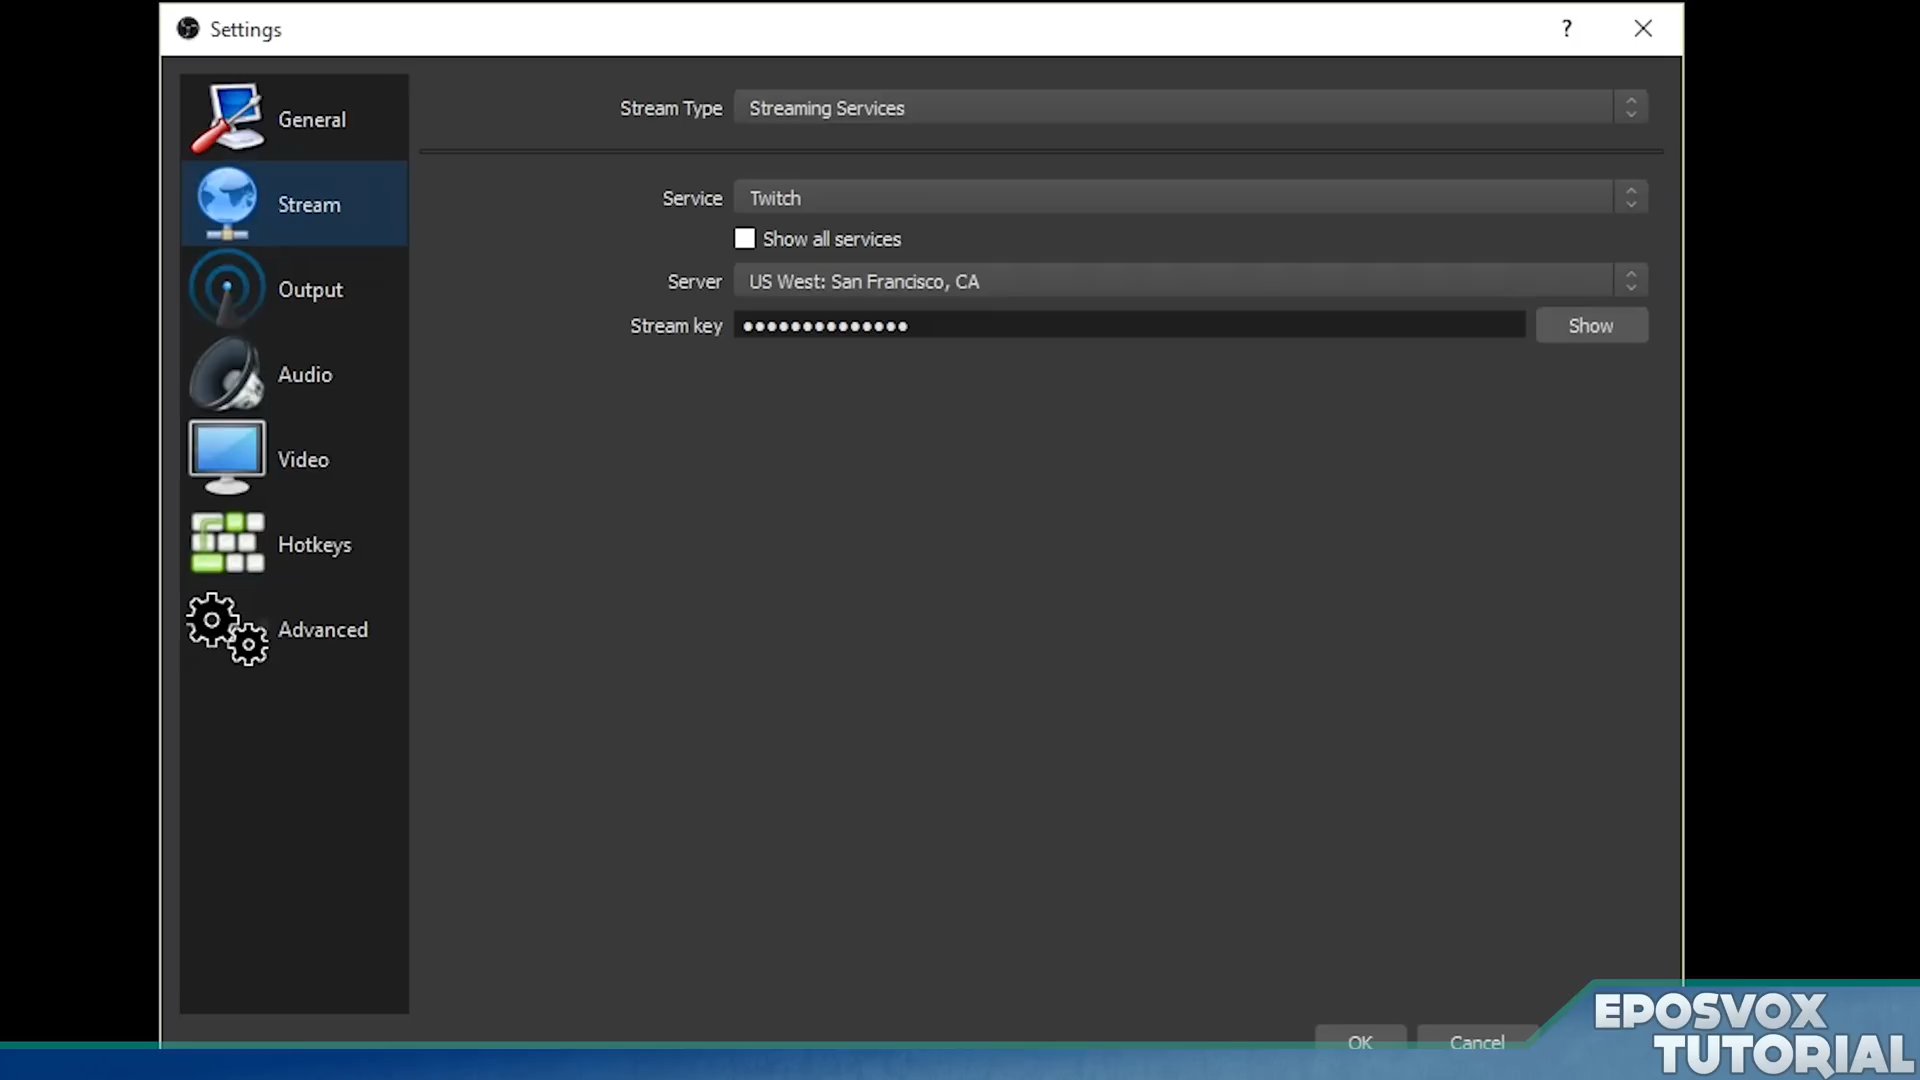 Settings
?
General
Stream
Output
Audio
Video
Hotkeys
Advanced
Stream Type Streaming Services
Service Twitch
Show all services
Server US West: San Francisco, CA
Stream key ●●●●●●●●●●●●●● Show
OK Cancel
EPOSVOX
TUTORIAL